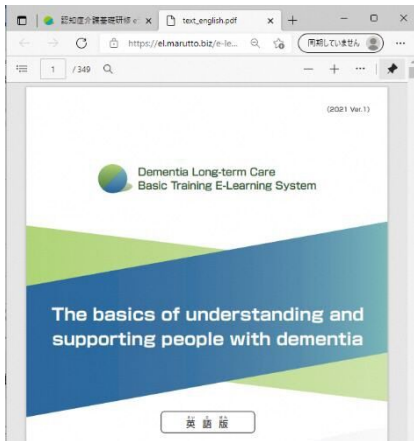 認知症介護基礎研修 e
text_english.pdf
https://el.marutto.biz/e-le...
同期していません
1 /349
(2021 Ver.1)
Dementia Long-term Care
Basic Training E-Learning System
The basics of understanding and
supporting people with dementia
英語版